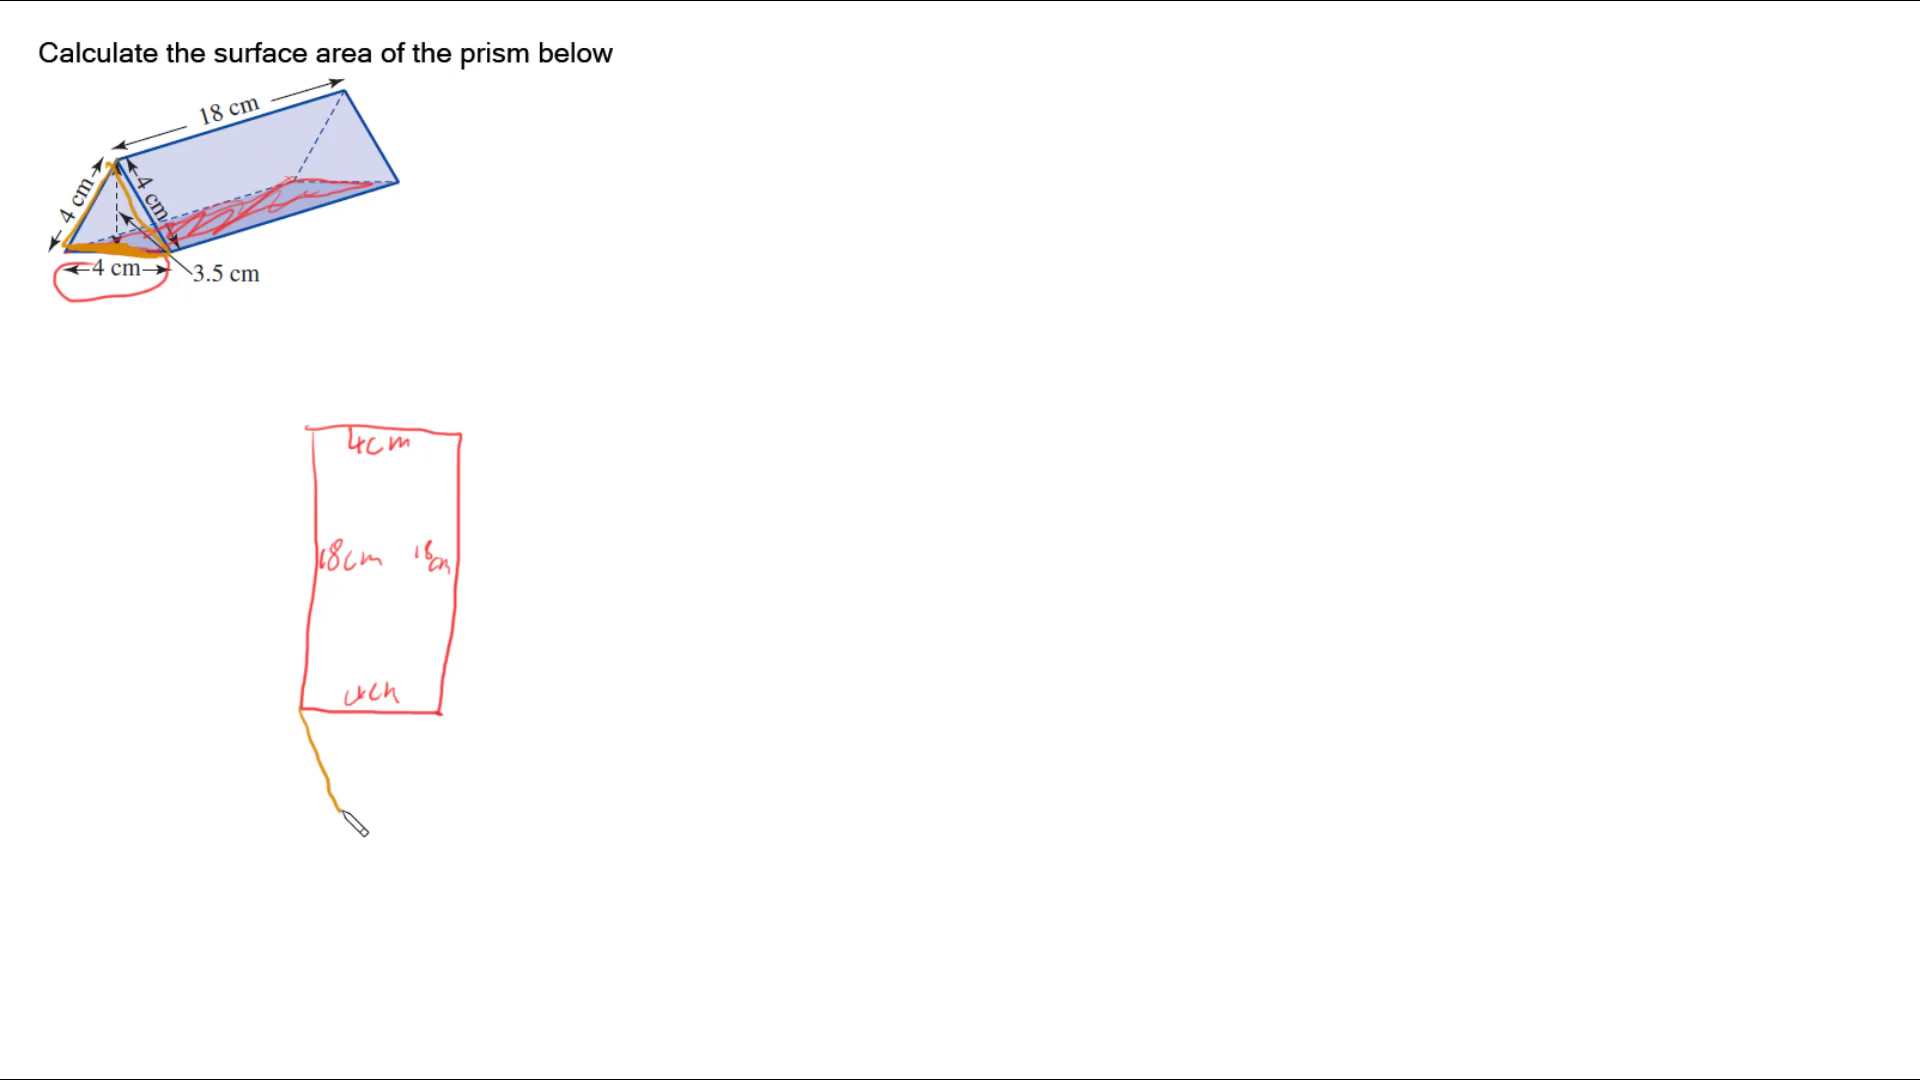 Calculate the surface area of the prism below
18 cm
4 cm
4 cm
4 cm
3.5 cm
4cm
18cm 18cm
4cm